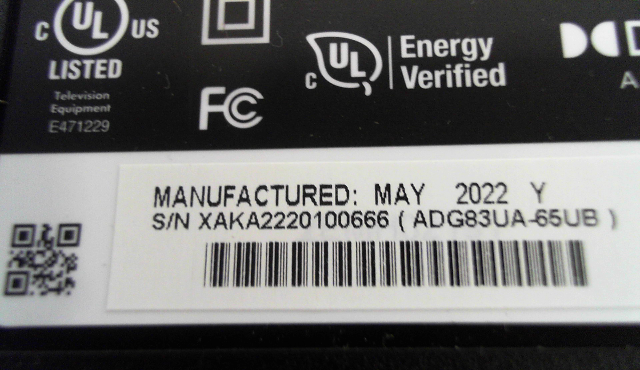 C UL US
LISTED
Television
Equipment
E471229
FC
C UL Energy
Verified
MANUFACTURED: MAY 2022 Y
S/N XAKA2220100666 ( ADG83UA-65UB )